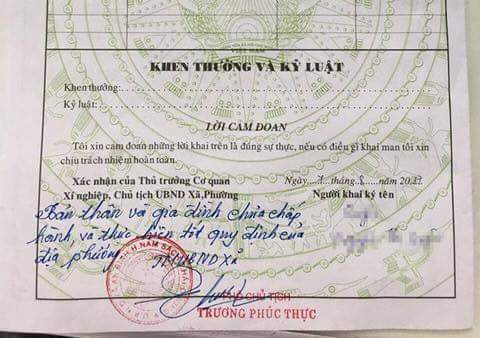 VIỆT NAM
KHEN THƯỞNG VÀ KỶ LUẬT
Khen thưởng:
Kỷ luật:
LỜI CAM ĐOAN
Tôi xin cam đoan những lời khai trên là đúng sự thực, nếu có điều gì khai man tôi xin
chịu trách nhiệm hoàn toàn.
Xác nhận của Thủ trưởng Cơ quan
Xí nghiệp, Chủ tịch UBND Xã,Phường
Ngày tháng năm 20
Người khai ký tên
Bản thân và gia đình chưa chấp
hành, và thực hiện tốt quy định của
địa phương.
TM UBND Xã
H.NAM SÁCH
PHÓ CHỦ TỊCH
TRƯƠNG PHÚC THỰC